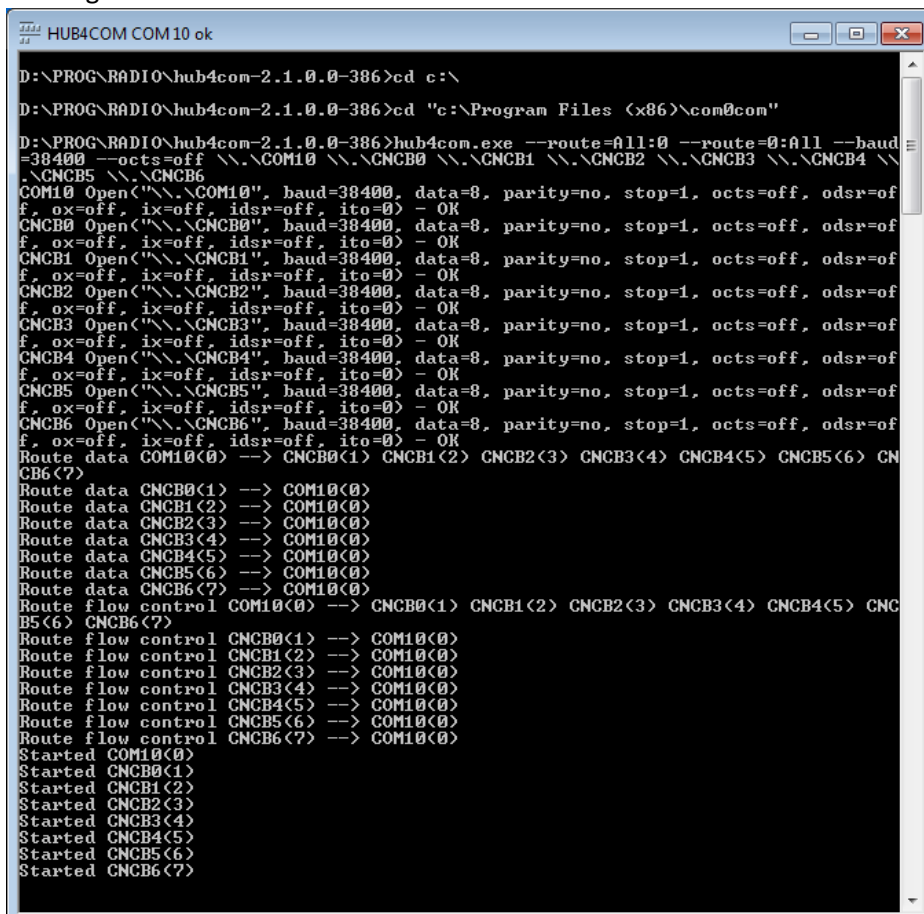 HUB4COM COM 10 ok
D:\PROG\RADIO\hub4com-2.1.0.0-386>cd c:\
D:\PROG\RADIO\hub4com-2.1.0.0-386>cd "c:\Program Files (x86)\com0com"
D:\PROG\RADIO\hub4com-2.1.0.0-386>hub4com.exe --route=All:0 --route=0:All --baud
=38400 --octs=off \\.\COM10 \\.\CNCB0 \\.\CNCB1 \\.\CNCB2 \\.\CNCB3 \\.\CNCB4 \\
.\CNCB5 \\.\CNCB6
COM10 Open("\\.\COM10", baud=38400, data=8, parity=no, stop=1, octs=off, odsr=of
f, ox=off, ix=off, idsr=off, ito=0) - OK
CNCB0 Open("\\.\CNCB0", baud=38400, data=8, parity=no, stop=1, octs=off, odsr=of
f, ox=off, ix=off, idsr=off, ito=0) - OK
CNCB1 Open("\\.\CNCB1", baud=38400, data=8, parity=no, stop=1, octs=off, odsr=of
f, ox=off, ix=off, idsr=off, ito=0) - OK
CNCB2 Open("\\.\CNCB2", baud=38400, data=8, parity=no, stop=1, octs=off, odsr=of
f, ox=off, ix=off, idsr=off, ito=0) - OK
CNCB3 Open("\\.\CNCB3", baud=38400, data=8, parity=no, stop=1, octs=off, odsr=of
f, ox=off, ix=off, idsr=off, ito=0) - OK
CNCB4 Open("\\.\CNCB4", baud=38400, data=8, parity=no, stop=1, octs=off, odsr=of
f, ox=off, ix=off, idsr=off, ito=0) - OK
CNCB5 Open("\\.\CNCB5", baud=38400, data=8, parity=no, stop=1, octs=off, odsr=of
f, ox=off, ix=off, idsr=off, ito=0) - OK
CNCB6 Open("\\.\CNCB6", baud=38400, data=8, parity=no, stop=1, octs=off, odsr=of
f, ox=off, ix=off, idsr=off, ito=0) - OK
Route data COM10(0) --> CNCB0(1) CNCB1(2) CNCB2(3) CNCB3(4) CNCB4(5) CNCB5(6) CN
CB6(7)
Route data CNCB0(1) --> COM10(0)
Route data CNCB1(2) --> COM10(0)
Route data CNCB2(3) --> COM10(0)
Route data CNCB3(4) --> COM10(0)
Route data CNCB4(5) --> COM10(0)
Route data CNCB5(6) --> COM10(0)
Route data CNCB6(7) --> COM10(0)
Route flow control COM10(0) --> CNCB0(1) CNCB1(2) CNCB2(3) CNCB3(4) CNCB4(5) CNC
B5(6) CNCB6(7)
Route flow control CNCB0(1) --> COM10(0)
Route flow control CNCB1(2) --> COM10(0)
Route flow control CNCB2(3) --> COM10(0)
Route flow control CNCB3(4) --> COM10(0)
Route flow control CNCB4(5) --> COM10(0)
Route flow control CNCB5(6) --> COM10(0)
Route flow control CNCB6(7) --> COM10(0)
Started COM10(0)
Started CNCB0(1)
Started CNCB1(2)
Started CNCB2(3)
Started CNCB3(4)
Started CNCB4(5)
Started CNCB5(6)
Started CNCB6(7)